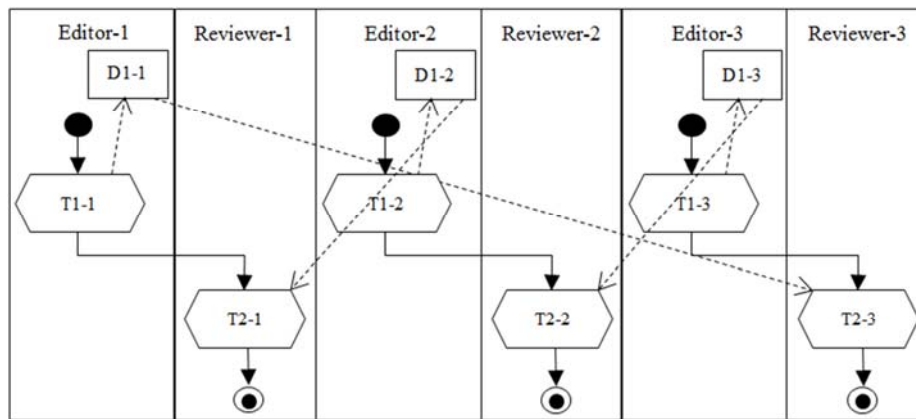 Editor-1
Reviewer-1
Editor-2
Reviewer-2
Editor-3
Reviewer-3
D1-1
D1-2
D1-3
T1-1
T1-2
T1-3
T2-1
T2-2
T2-3